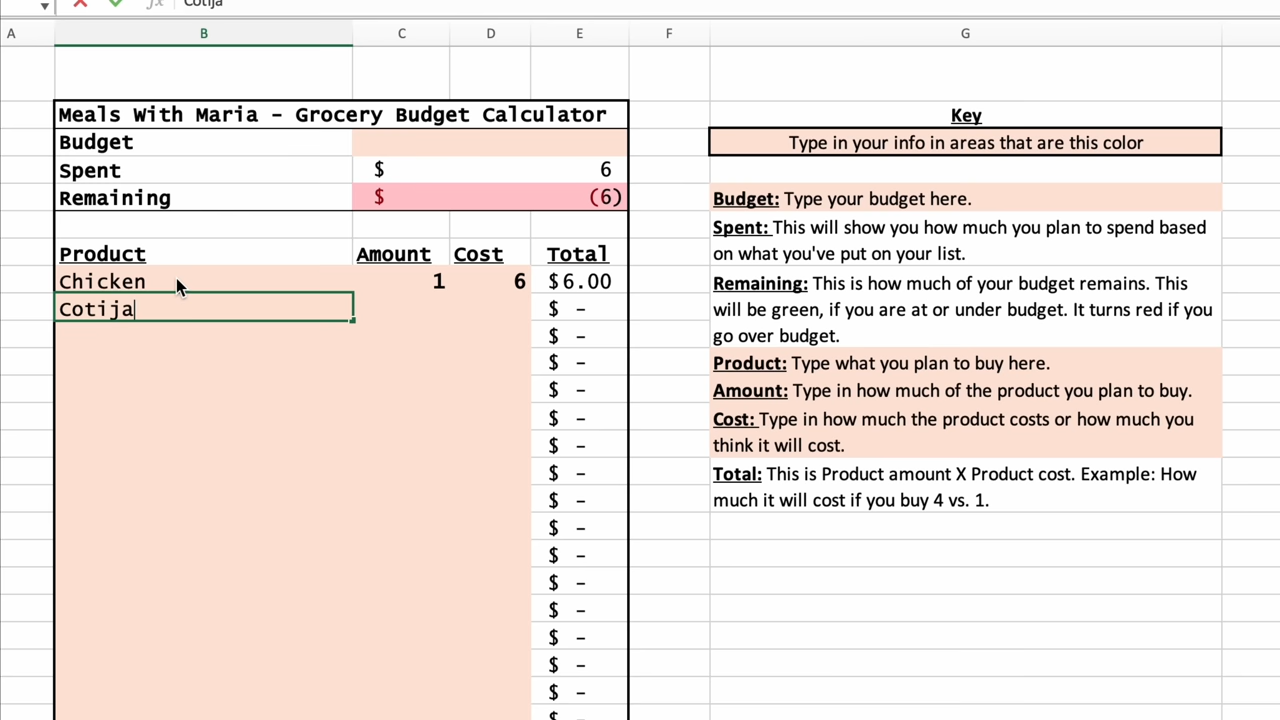 fx Cotija
A B C D E F G
Meals With Maria – Grocery Budget Calculator
Budget
Spent $ 6
Remaining $ (6)
Product Amount Cost Total
Chicken 1 6 $6.00
Cotija $ -
$ -
$ -
$ -
$ -
$ -
$ -
$ -
$ -
$ -
$ -
$ -
$ -
$ -
$ -
$
Key
Type in your info in areas that are this color
Budget: Type your budget here.
Spent: This will show you how much you plan to spend based
on what you've put on your list.
Remaining: This is how much of your budget remains. This
will be green, if you are at or under budget. It turns red if you
go over budget.
Product: Type what you plan to buy here.
Amount: Type in how much of the product you plan to buy.
Cost: Type in how much the product costs or how much you
think it will cost.
Total: This is Product amount X Product cost. Example: How
much it will cost if you buy 4 vs. 1.